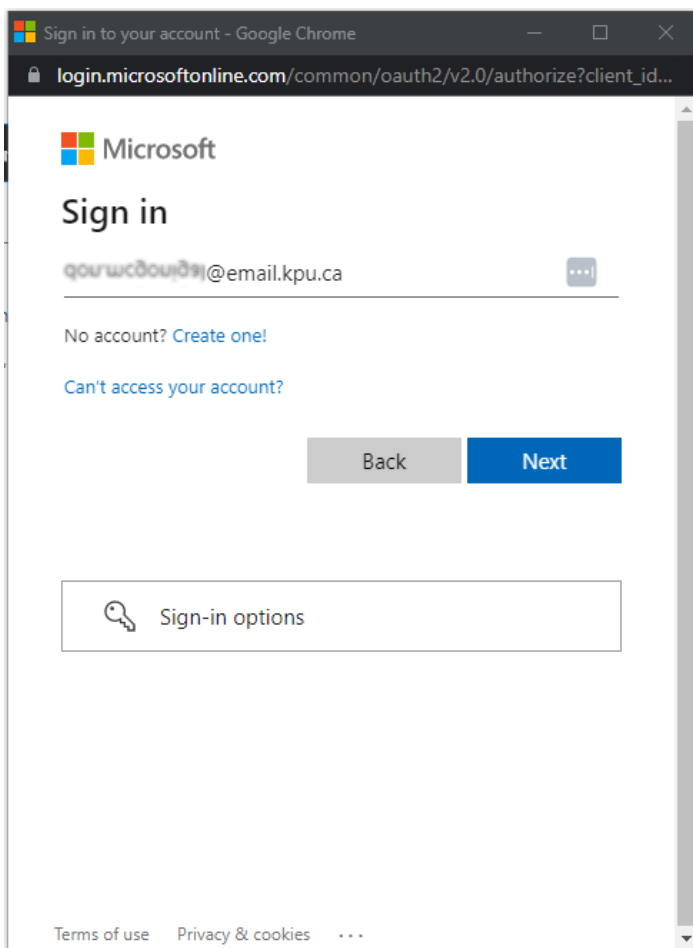 Sign in to your account - Google Chrome
login.microsoftonline.com/common/oauth2/v2.0/authorize?client_id...
Microsoft
Sign in
@email.kpu.ca
No account? Create one!
Can't access your account?
Back Next
Sign-in options
Terms of use Privacy & cookies ...